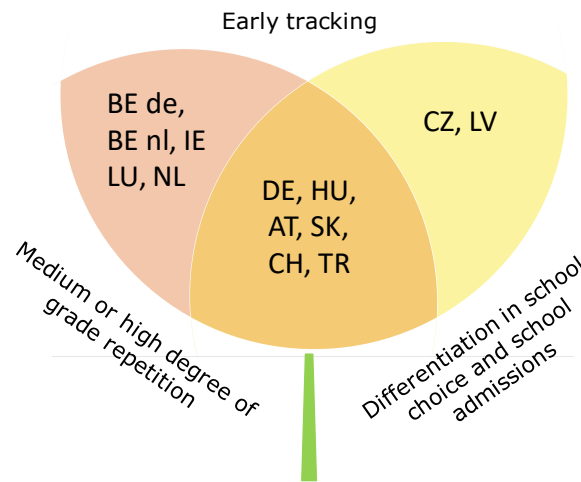 Early tracking
BE de,
BE nl, IE
LU, NL
CZ, LV
DE, HU,
AT, SK,
CH, TR
Medium or high degree of
grade repetition
Differentiation in school
choice and school
admissions